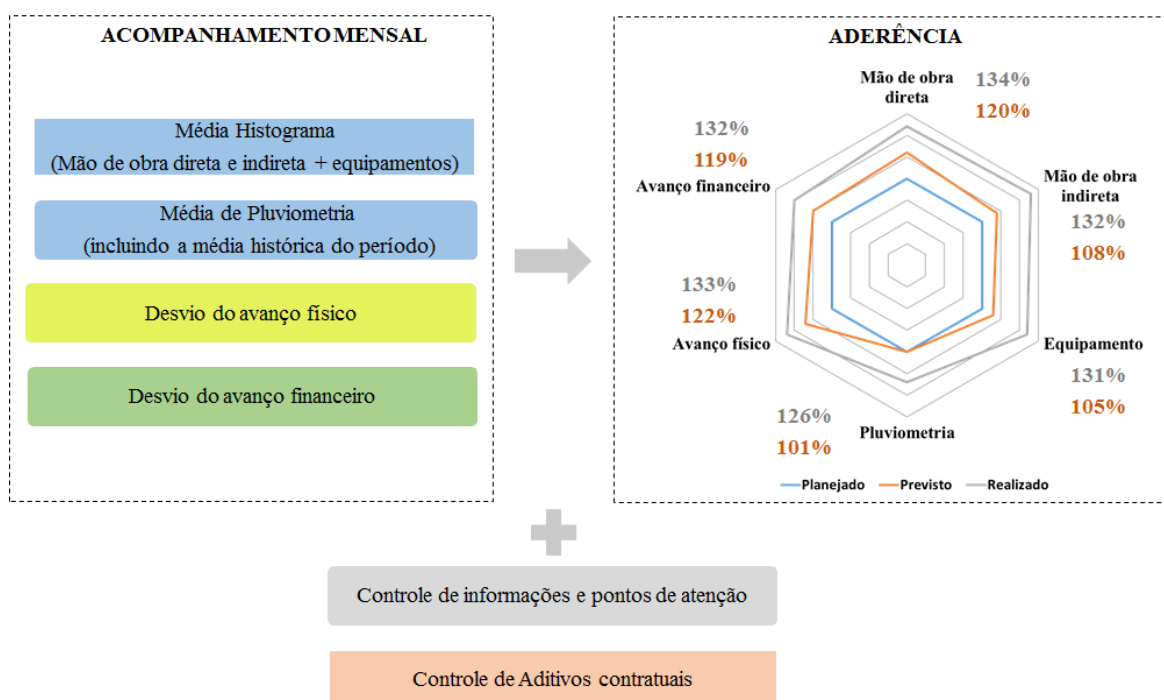 ACOMPANHAMENTO MENSAL
Média Histograma
(Mão de obra direta e indireta + equipamentos)
Média de Pluviometria
(incluindo a média histórica do período)
Desvio do avanço físico
Desvio do avanço financeiro
ADERÊNCIA
Mão de obra
direta
134%
120%
132%
119%
Avanço financeiro
Mão de obra
indireta
132%
108%
133%
122%
Avanço físico
Equipamento
131%
105%
126%
101%
Pluviometria
Planejado Previsto Realizado
Controle de informações e pontos de atenção
Controle de Aditivos contratuais